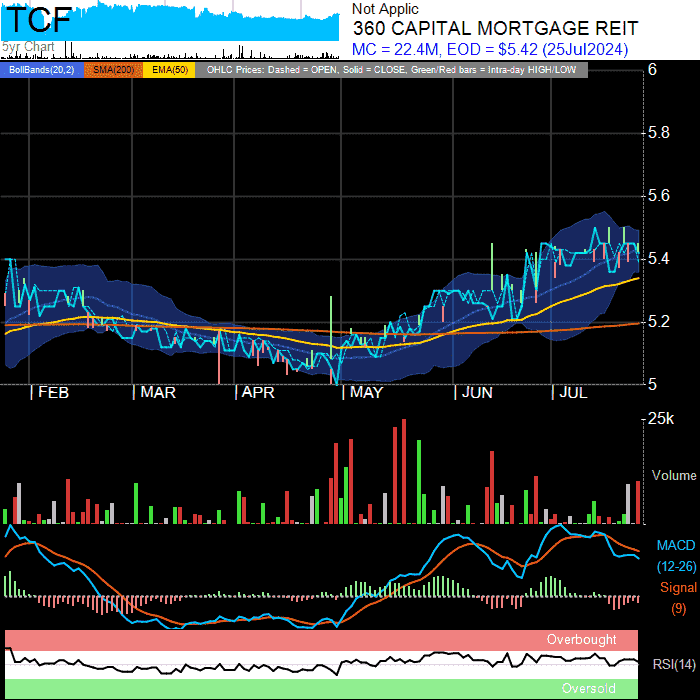 TCF
5yr Chart
Not Applic
360 CAPITAL MORTGAGE REIT
MC = 22.4M, EOD = $5.42 (25Jul2024)
BollBands(20,2) SMA(200) EMA(50) OHLC Prices: Dashed = OPEN, Solid = CLOSE, Green/Red bars = Intra-day HIGH/LOW
6
5.8
5.6
5.4
5.2
5
| FEB | MAR | APR | MAY | JUN | JUL
25k
Volume
MACD
(12-26)
Signal
(9)
Overbought
RSI(14)
Oversold